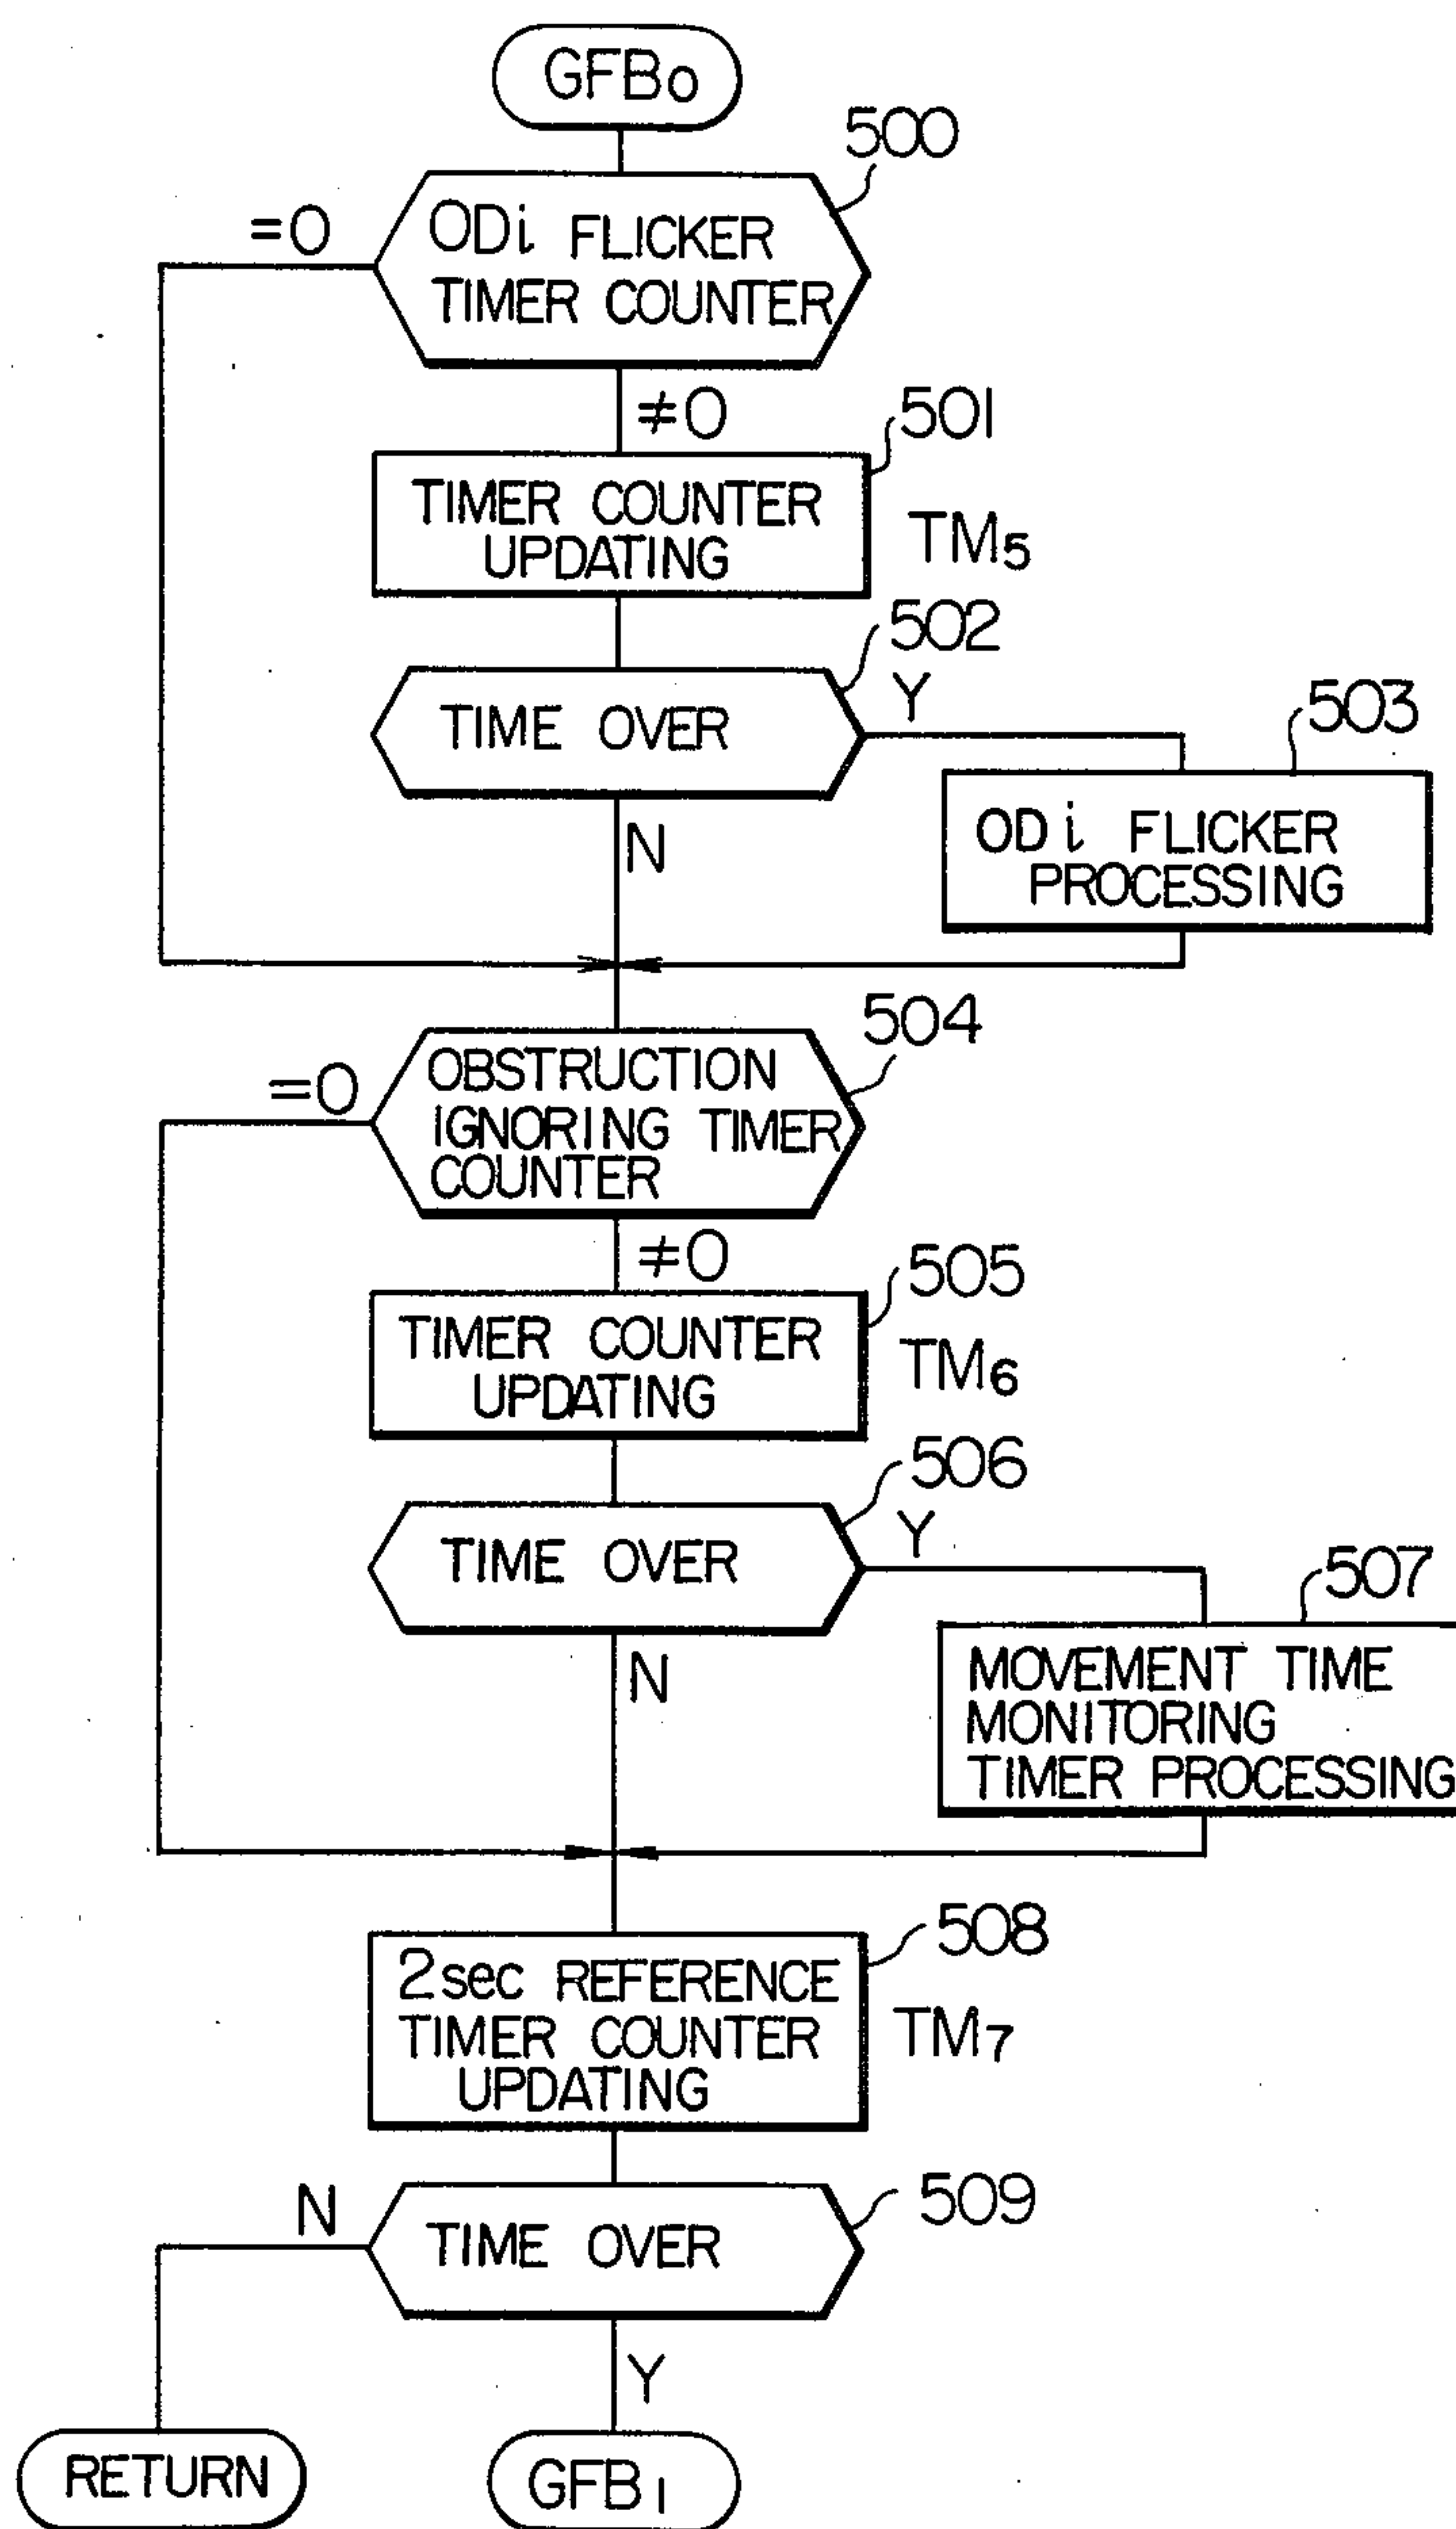 GFB0
500
=0
ODi FLICKER
TIMER COUNTER
≠0
501
TIMER COUNTER
UPDATING
TM5
502
TIME OVER
Y
503
N
ODi FLICKER
PROCESSING
504
=0
OBSTRUCTION
IGNORING TIMER
COUNTER
≠0
505
TIMER COUNTER
UPDATING
TM6
506
TIME OVER
Y
507
N
MOVEMENT TIME
MONITORING
TIMER PROCESSING
508
2sec REFERENCE
TIMER COUNTER
UPDATING
TM7
509
N
TIME OVER
Y
RETURN
GFB1